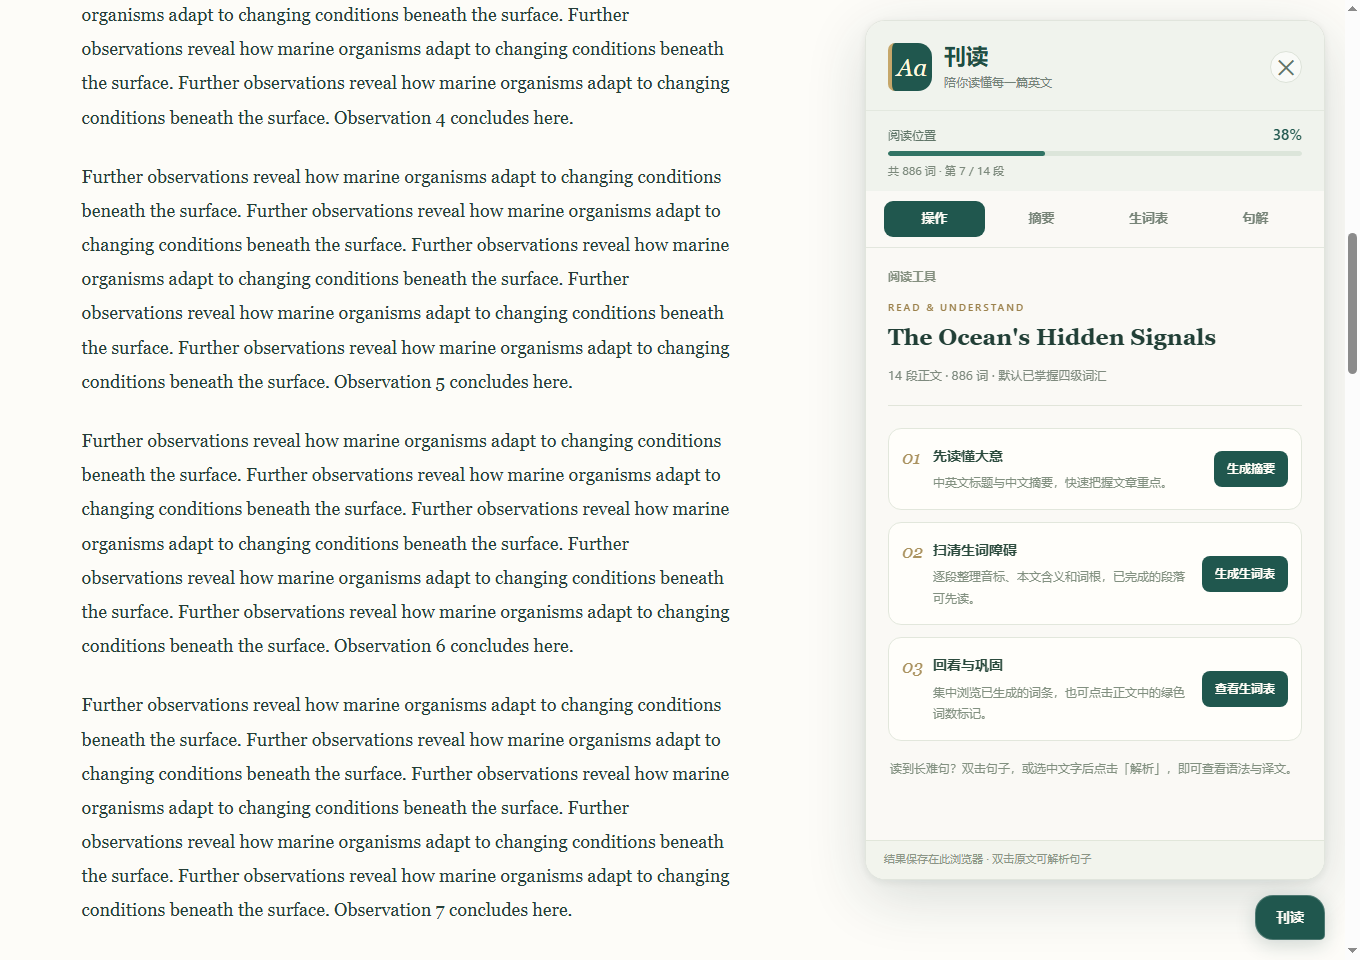 organisms adapt to changing conditions beneath the surface. Further
observations reveal how marine organisms adapt to changing conditions beneath
the surface. Further observations reveal how marine organisms adapt to changing
conditions beneath the surface. Observation 4 concludes here.
Further observations reveal how marine organisms adapt to changing conditions
beneath the surface. Further observations reveal how marine organisms adapt to
changing conditions beneath the surface. Further observations reveal how marine
organisms adapt to changing conditions beneath the surface. Further
observations reveal how marine organisms adapt to changing conditions beneath
the surface. Further observations reveal how marine organisms adapt to changing
conditions beneath the surface. Observation 5 concludes here.
Further observations reveal how marine organisms adapt to changing conditions
beneath the surface. Further observations reveal how marine organisms adapt to
changing conditions beneath the surface. Further observations reveal how marine
organisms adapt to changing conditions beneath the surface. Further
observations reveal how marine organisms adapt to changing conditions beneath
the surface. Further observations reveal how marine organisms adapt to changing
conditions beneath the surface. Observation 6 concludes here.
Further observations reveal how marine organisms adapt to changing conditions
beneath the surface. Further observations reveal how marine organisms adapt to
changing conditions beneath the surface. Further observations reveal how marine
organisms adapt to changing conditions beneath the surface. Further
observations reveal how marine organisms adapt to changing conditions beneath
the surface. Further observations reveal how marine organisms adapt to changing
conditions beneath the surface. Observation 7 concludes here.
Aa
刊读
陪你读懂每一篇英文
阅读位置 38%
共 886 词 · 第 7 / 14 段
操作 摘要 生词表 句解
阅读工具
READ & UNDERSTAND
The Ocean's Hidden Signals
14 段正文 · 886 词 · 默认已掌握四级词汇
01 先读懂大意
中英文标题与中文摘要，快速把握文章重点。
生成摘要
02 扫清生词障碍
逐段整理音标、本文含义和词根，已完成的段落
可先读。
生成生词表
03 回看与巩固
集中浏览已生成的词条，也可点击正文中的绿色
词数标记。
查看生词表
读到长难句？双击句子，或选中文字后点击「解析」，即可查看语法与译文。
结果保存在此浏览器 · 双击原文可解析句子
刊读